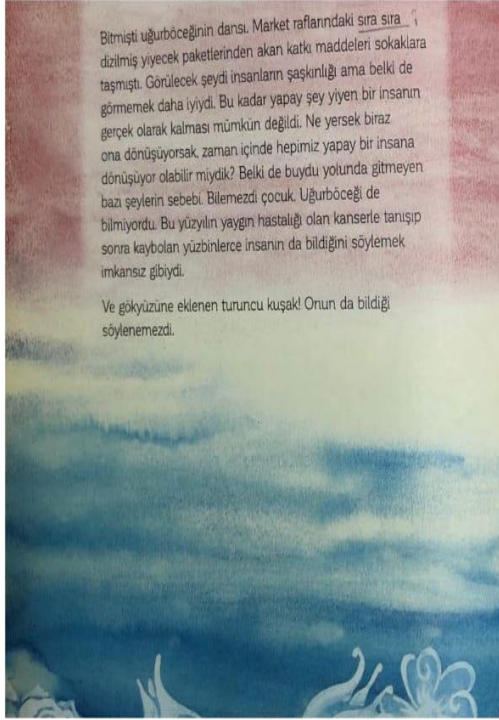 Bitmişti uğurböceğinin dansı. Market raflarındaki sıra sıra
dizilmiş yiyecek paketlerinden akan katkı maddeleri sokaklara
taşmıştı. Görülecek şeydi insanların şaşkınlığı ama belki de
görmemek daha iyiydi. Bu kadar yapay şey yiyen bir insanın
gerçek olarak kalması mümkün değildi. Ne yersek biraz
ona dönüşüyorsak, zaman içinde hepimiz yapay bir insana
dönüşüyor olabilir miydik? Belki de buydu yolunda gitmeyen
bazı şeylerin sebebi. Bilemezdi çocuk. Uğurböceği de
bilmiyordu. Bu yüzyılın yaygın hastalığı olan kanserle tanışıp
sonra kaybolan yüzbinlerce insanın da bildiğini söylemek
imkansız gibiydi.
Ve gökyüzüne eklenen turuncu kuşak! Onun da bildiği
söylenemezdi.